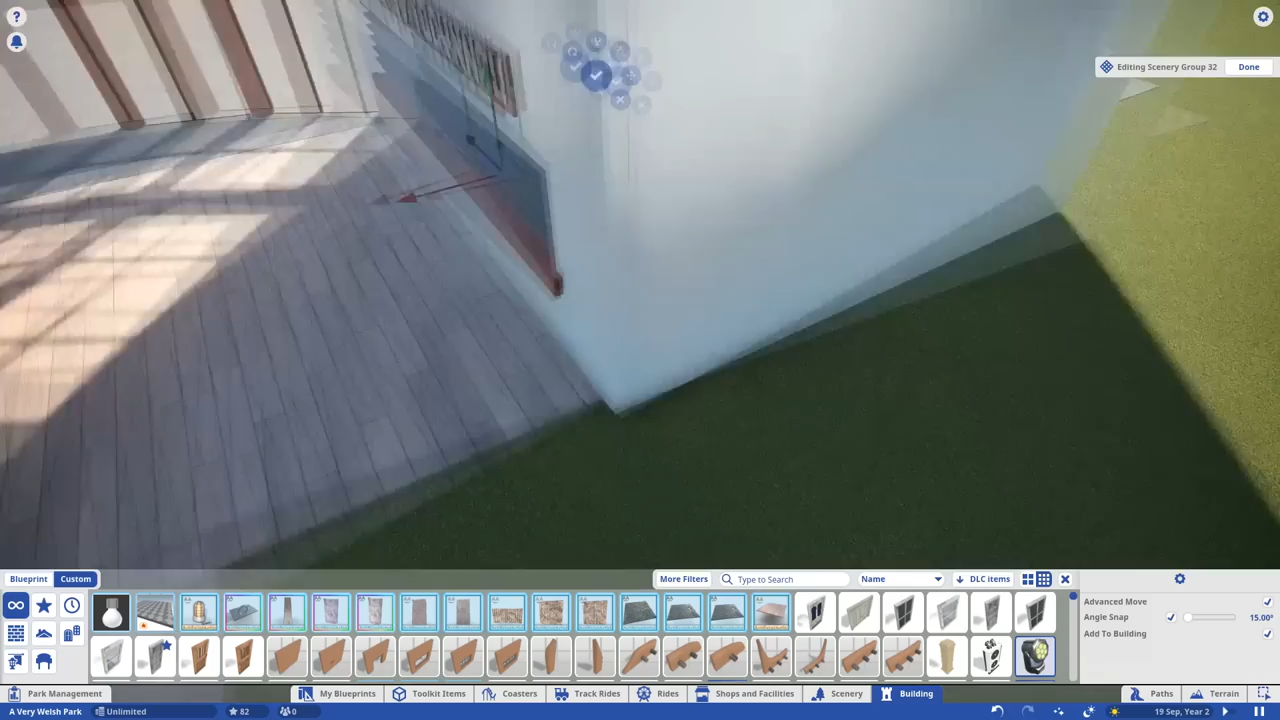 Editing Scenery Group 32 Done
Blueprint Custom More Filters Type to Search Name DLC items
Advanced Move
Angle Snap 15.00°
Add To Building
Park Management My Blueprints Toolkit Items Coasters Track Rides Rides Shops and Facilities Scenery Building Paths Terrain
A Very Welsh Park Unlimited 82 0 19 Sep, Year 2